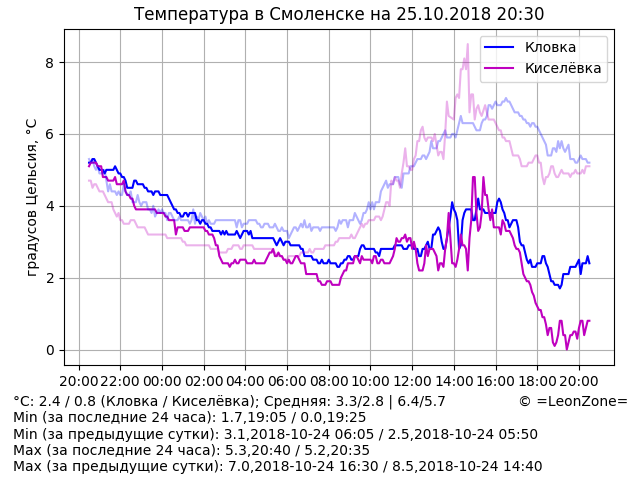 Температура в Смоленске на 25.10.2018 20:30
градусов Цельсия, °C
8
6
4
2
0
Кловка
Киселёвка
20:00 22:00 00:00 02:00 04:00 06:00 08:00 10:00 12:00 14:00 16:00 18:00 20:00
°C: 2.4 / 0.8 (Кловка / Киселёвка); Средняя: 3.3/2.8 | 6.4/5.7 © =LeonZone=
Min (за последние 24 часа): 1.7,19:05 / 0.0,19:25
Min (за предыдущие сутки): 3.1,2018-10-24 06:05 / 2.5,2018-10-24 05:50
Max (за последние 24 часа): 5.3,20:40 / 5.2,20:35
Max (за предыдущие сутки): 7.0,2018-10-24 16:30 / 8.5,2018-10-24 14:40